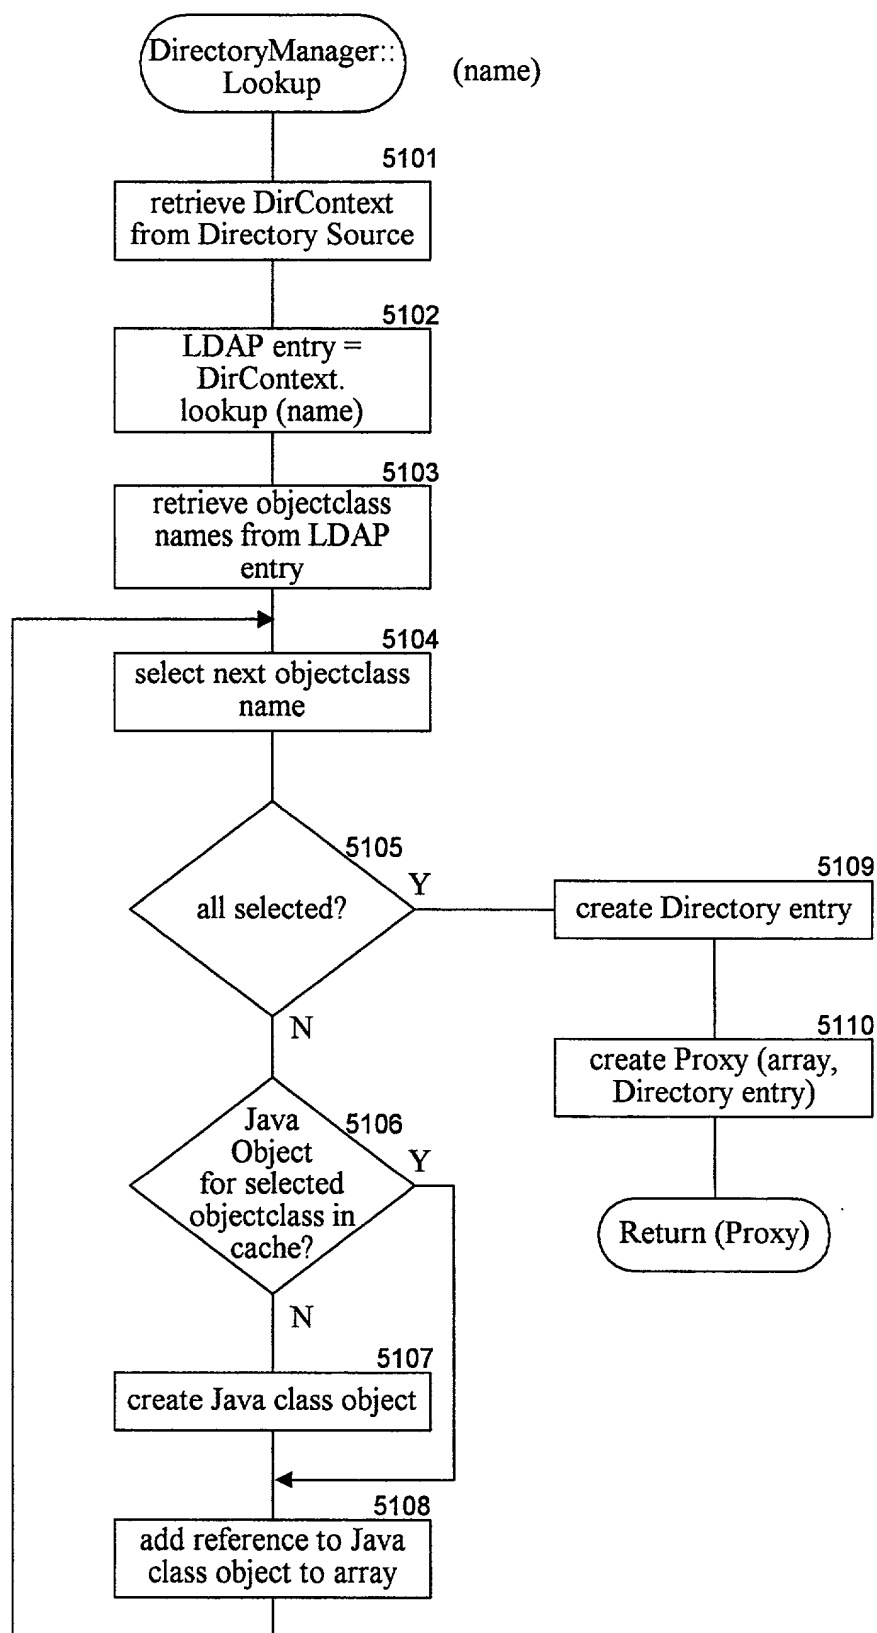 DirectoryManager::
Lookup
(name)
5101
retrieve DirContext
from Directory Source
5102
LDAP entry =
DirContext.
lookup (name)
5103
retrieve objectclass
names from LDAP
entry
5104
select next objectclass
name
5105
all selected?
Y
N
5109
create Directory entry
5110
create Proxy (array,
Directory entry)
Return (Proxy)
5106
Java
Object
for selected
objectclass in
cache?
Y
N
5107
create Java class object
5108
add reference to Java
class object to array